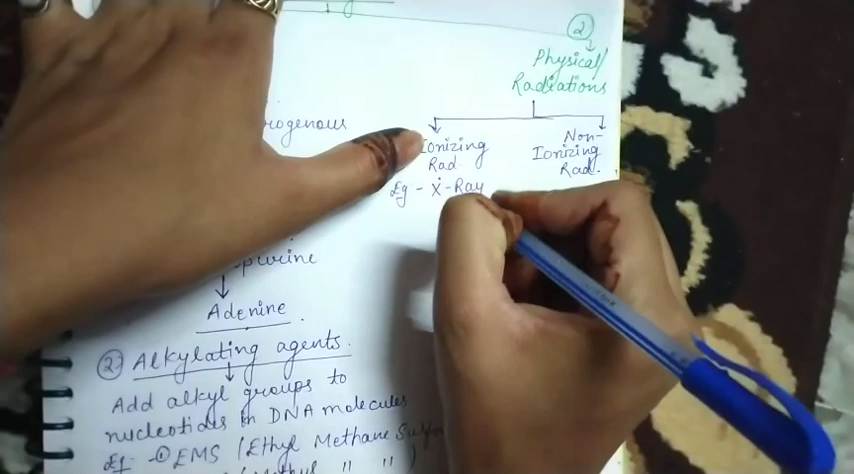 ②
Physical/
Radiations
Ionizing
Rad.
Eg - X-Ray
Non-
Ionizing
Rad.
Adenine
② Alkylating agents.
Add alkyl groups to
nucleotides in DNA molecules
Eg - ① EMS (Ethyl Methane
" " )